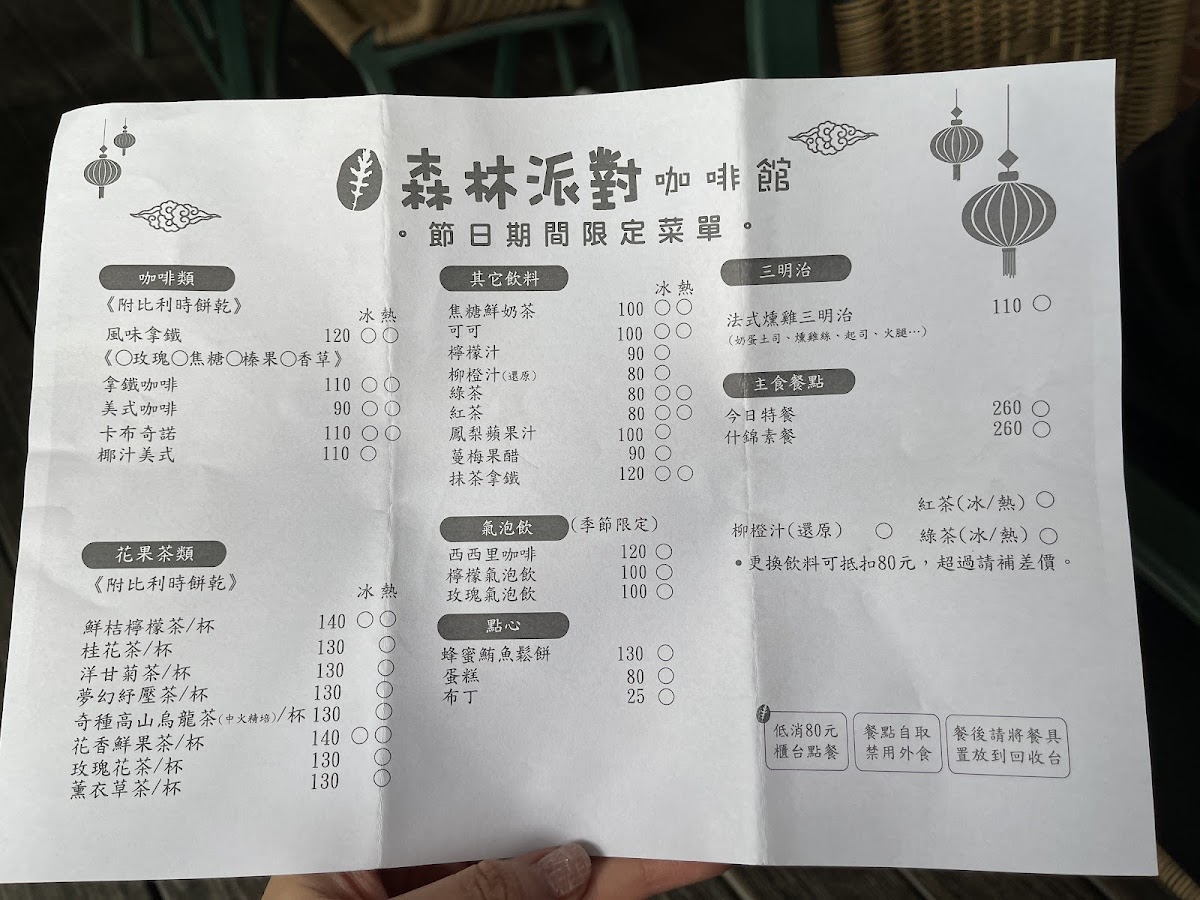 森林派對咖啡館
•節日期間限定菜單•
咖啡類
《附比利時餅乾》
冰 熱
風味拿鐵 120 ○ ○
《○玫瑰○焦糖○榛果○香草》
拿鐵咖啡 110 ○ ○
美式咖啡 90 ○ ○
卡布奇諾 110 ○ ○
椰汁美式 110 ○
花果茶類
《附比利時餅乾》
冰 熱
鮮桔檸檬茶/杯 140 ○ ○
桂花茶/杯 130 ○
洋甘菊茶/杯 130 ○
夢幻紓壓茶/杯 130 ○
奇種高山烏龍茶(中火精培)/杯 130 ○
花香鮮果茶/杯 140 ○ ○
玫瑰花茶/杯 130 ○
薰衣草茶/杯 130 ○
其它飲料
冰 熱
焦糖鮮奶茶 100 ○ ○
可可 100 ○ ○
檸檬汁 90 ○
柳橙汁(還原) 80 ○
綠茶 80 ○ ○
紅茶 80 ○ ○
鳳梨蘋果汁 100 ○
蔓梅果醋 90 ○
抹茶拿鐵 120 ○ ○
氣泡飲(季節限定)
西西里咖啡 120 ○
檸檬氣泡飲 100 ○
玫瑰氣泡飲 100 ○
點心
蜂蜜鮪魚鬆餅 130 ○
蛋糕 80 ○
布丁 25 ○
三明治
法式燻雞三明治 110 ○
(奶蛋土司、燻雞絲、起司、火腿…)
主食餐點
今日特餐 260 ○
什錦素餐 260 ○
紅茶(冰/熱) ○
柳橙汁(還原) ○ 綠茶(冰/熱) ○
•更換飲料可抵扣80元，超過請補差價。
低消80元
櫃台點餐
餐點自取
禁用外食
餐後請將餐具
置放到回收台